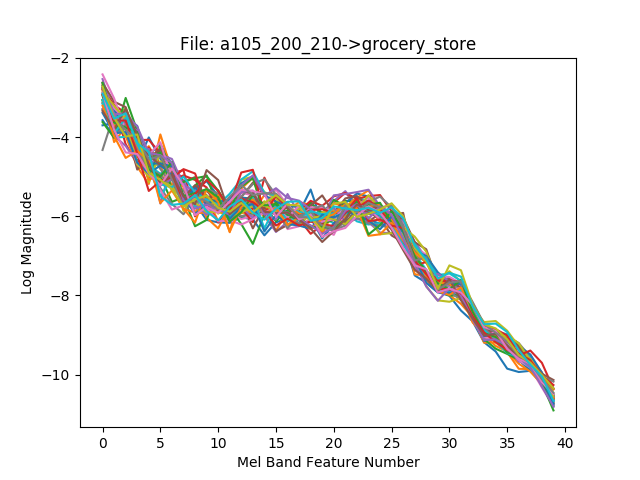 File: a105_200_210->grocery_store
Log Magnitude
−2
−4
−6
−8
−10
0 5 10 15 20 25 30 35 40
Mel Band Feature Number